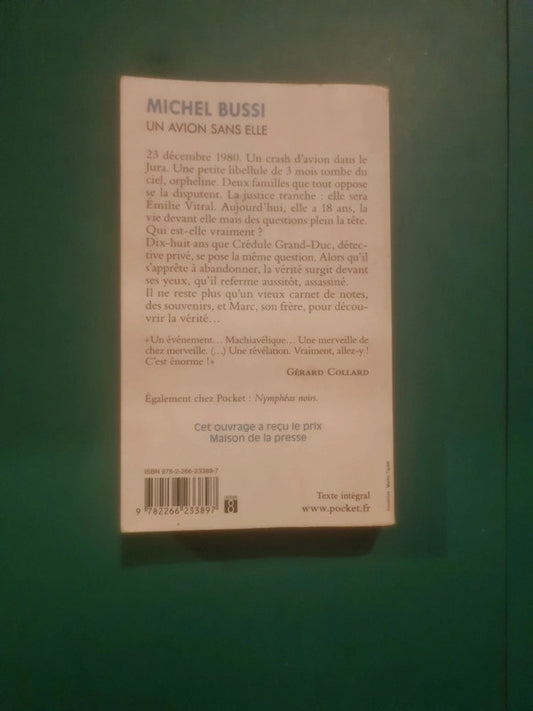 MICHEL BUSSI
UN AVION SANS ELLE
23 décembre 1980. Un crash d'avion dans le
Jura. Une petite libellule de 3 mois tombe du
ciel, orpheline. Deux familles que tout oppose
se la disputent. La justice tranche : elle sera
Émilie Vitral. Aujourd'hui, elle a 18 ans, la
vie devant elle mais des questions plein la tête.
Qui est-elle vraiment ?
Dix-huit ans que Crédule Grand-Duc, détec-
tive privé, se pose la même question. Alors qu'il
s'apprête à abandonner, la vérité surgit devant
ses yeux, qu'il referme aussitôt, assassiné.
Il ne reste plus qu'un vieux carnet de notes,
des souvenirs, et Marc, son frère, pour décou-
vrir la vérité…
« Un événement… Machiavélique… Une merveille de
chez merveille. (…) Une révélation. Vraiment, allez-y !
C'est énorme ! »
GÉRARD COLLARD
Également chez Pocket : Nymphéas noirs.
Cet ouvrage a reçu le prix
Maison de la presse
ISBN 978-2-266-23389-7
9 782266 233897
8
Texte intégral
www.pocket.fr